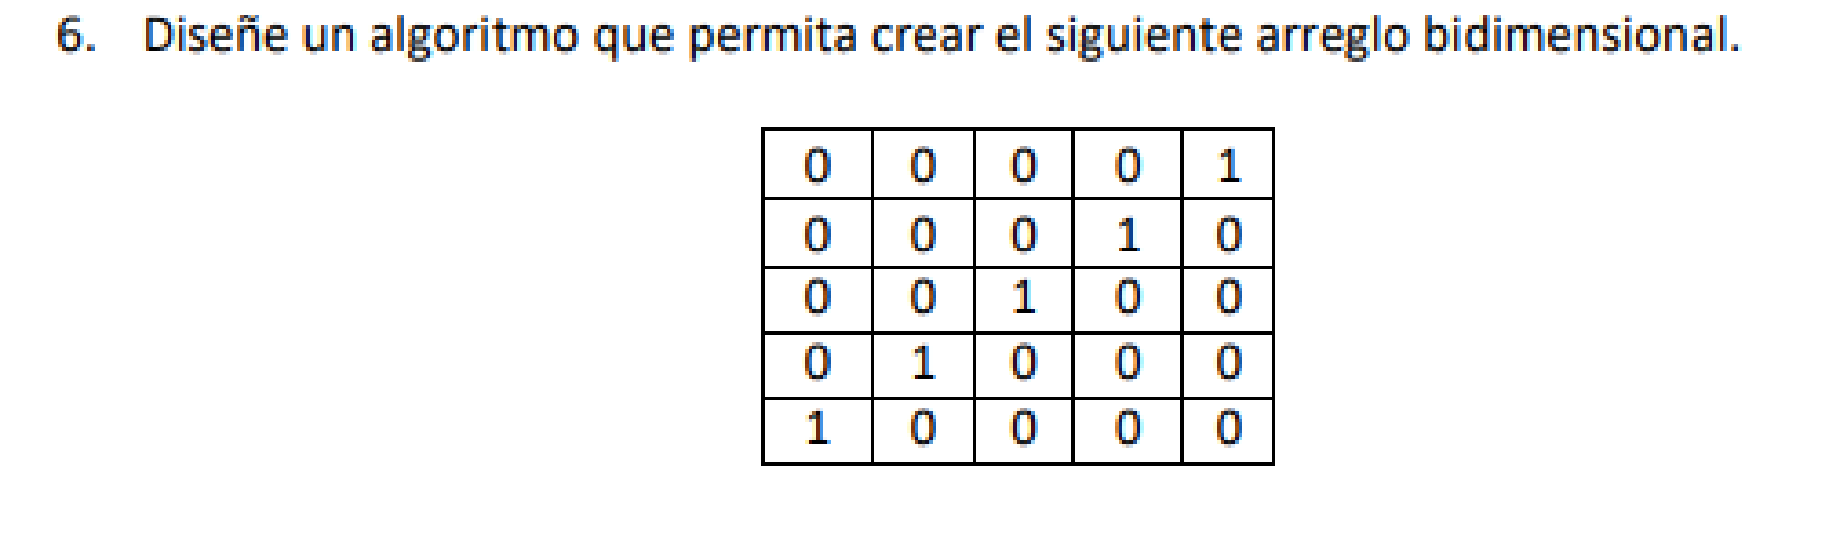 6. Diseñe un algoritmo que permita crear el siguiente arreglo bidimensional.
0 0 0 0 1
0 0 0 1 0
0 0 1 0 0
0 1 0 0 0
1 0 0 0 0